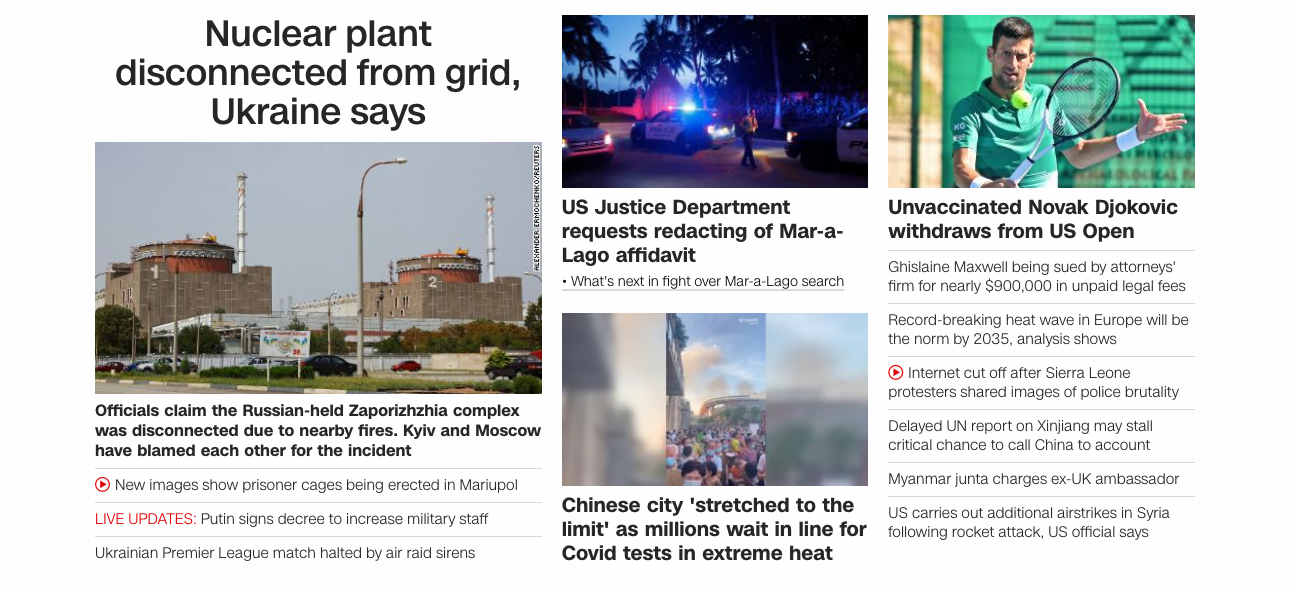 Nuclear plant
disconnected from grid,
Ukraine says
ALEXANDER ERMOCHENKO/REUTERS
1
2
30
Officials claim the Russian-held Zaporizhzhia complex
was disconnected due to nearby fires. Kyiv and Moscow
have blamed each other for the incident
New images show prisoner cages being erected in Mariupol
LIVE UPDATES: Putin signs decree to increase military staff
Ukrainian Premier League match halted by air raid sirens
POLICE
US Justice Department
requests redacting of Mar-a-
Lago affidavit
• What's next in fight over Mar-a-Lago search
Chinese city 'stretched to the
limit' as millions wait in line for
Covid tests in extreme heat
KG
Unvaccinated Novak Djokovic
withdraws from US Open
Ghislaine Maxwell being sued by attorneys'
firm for nearly $900,000 in unpaid legal fees
Record-breaking heat wave in Europe will be
the norm by 2035, analysis shows
Internet cut off after Sierra Leone
protesters shared images of police brutality
Delayed UN report on Xinjiang may stall
critical chance to call China to account
Myanmar junta charges ex-UK ambassador
US carries out additional airstrikes in Syria
following rocket attack, US official says